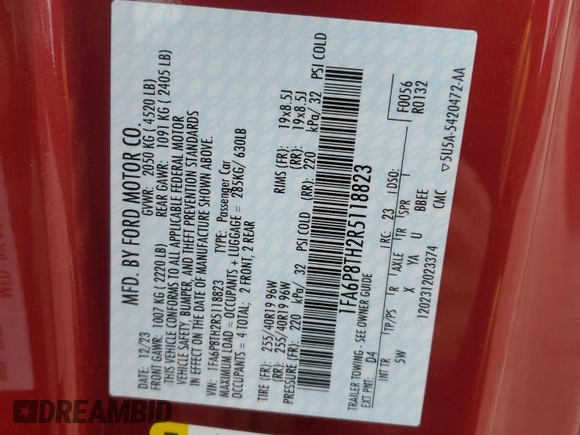 MFD. BY FORD MOTOR CO.
DATE: 12/23
GVWR: 2050 KG ( 4520 LB)
FRONT GAWR: 1007 KG ( 2220 LB)
REAR GAWR: 1091 KG ( 2405 LB)
THIS VEHICLE CONFORMS TO ALL APPLICABLE FEDERAL MOTOR
VEHICLE SAFETY, BUMPER, AND THEFT PREVENTION STANDARDS
IN EFFECT ON THE DATE OF MANUFACTURE SHOWN ABOVE.
VIN: 1FA6P8TH2R5118823
TYPE: Passenger Car
MAXIMUM LOAD = OCCUPANTS + LUGGAGE = 285KG/ 630LB
OCCUPANTS = 4 TOTAL; 2 FRONT, 2 REAR
TIRE (FR): 255/40R19 96W
RIMS (FR): 19x8.5J
(RR): 255/40R19 96W
(RR): 19x8.5J
PRESSURE (FR): 220 kPa/ 32 PSI COLD
(RR): 220 kPa/ 32 PSI COLD
1FA6P8TH2R5118823
TRAILER TOWING - SEE OWNER GUIDE
EXT PNT: D4
RC: 23
DSO:
F0056
R0132
INT TR
TP/PS
R
AXLE
TR
SPR
5W
X
YA
U
BBEE
1202312023374
CMC
▽5U5A-5420472-AA
DREAMBID